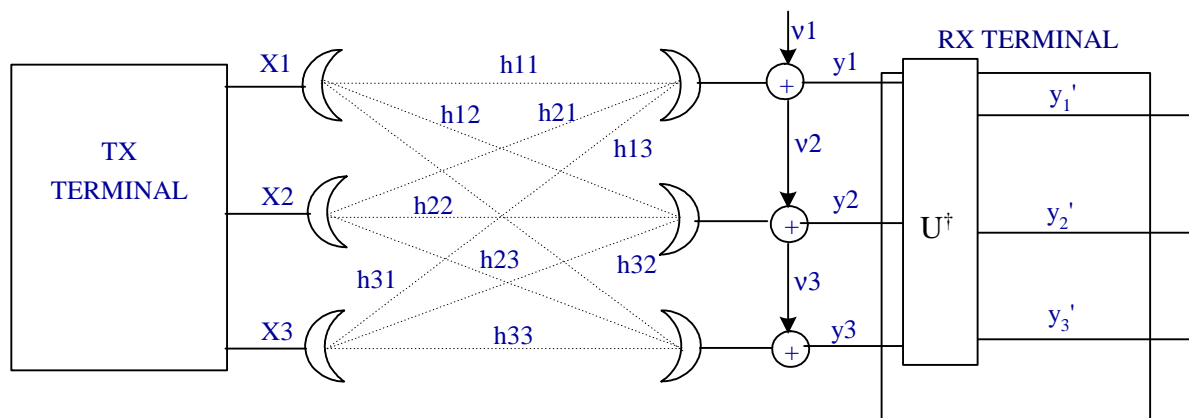 ν1
RX TERMINAL
X1
h11
y1
y₁'
h12
h21
h13
ν2
TX
TERMINAL
X2
h22
y2
y₂'
U†
h23
h32
h31
ν3
X3
h33
y3
y₃'
+
+
+